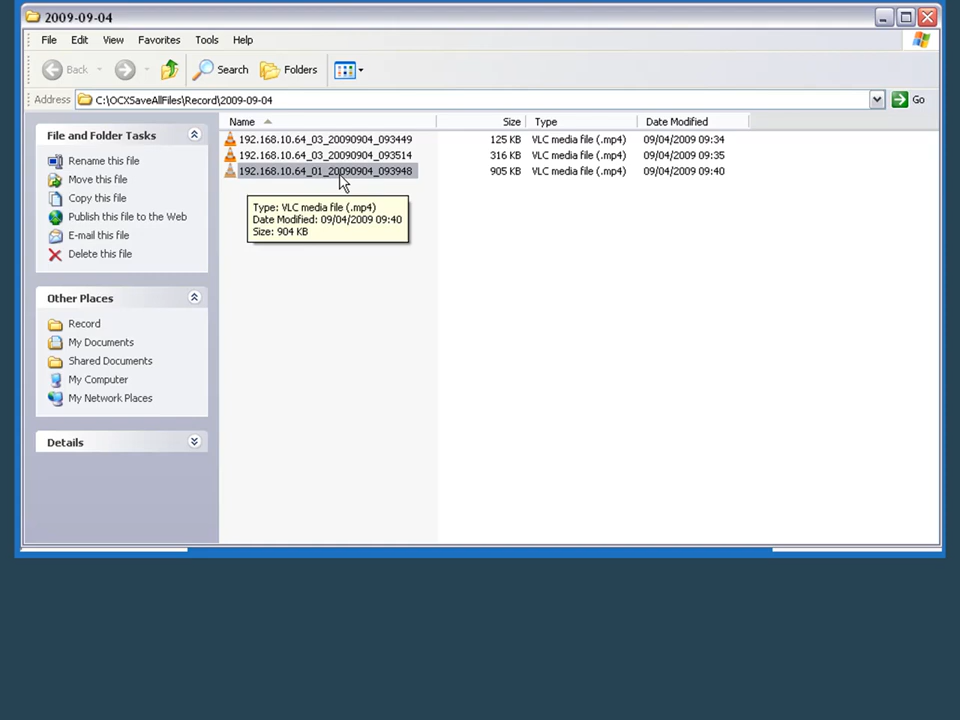 2009-09-04
File Edit View Favorites Tools Help
Back Search Folders
Address C:\OCXSaveAllFiles\Record\2009-09-04 Go
File and Folder Tasks
Rename this file
Move this file
Copy this file
Publish this file to the Web
E-mail this file
Delete this file
Other Places
Record
My Documents
Shared Documents
My Computer
My Network Places
Details
Name Size Type Date Modified
192.168.10.64_03_20090904_093449 125 KB VLC media file (.mp4) 09/04/2009 09:34
192.168.10.64_03_20090904_093514 316 KB VLC media file (.mp4) 09/04/2009 09:35
192.168.10.64_01_20090904_093948 905 KB VLC media file (.mp4) 09/04/2009 09:40
Type: VLC media file (.mp4)
Date Modified: 09/04/2009 09:40
Size: 904 KB